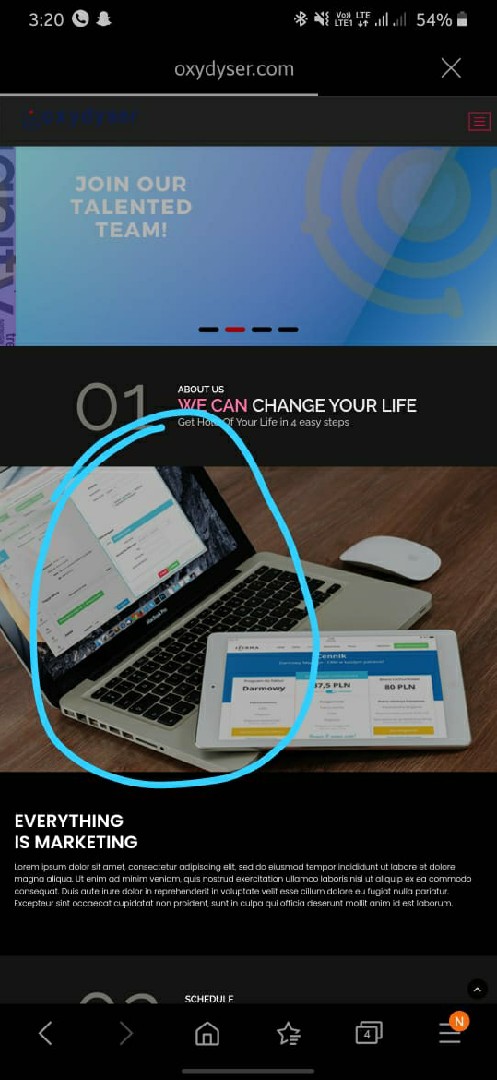 3:20
LTE
54%
oxydyser.com
oxydyser
JOIN OUR
TALENTED
TEAM!
01
ABOUT US
WE CAN CHANGE YOUR LIFE
Get Hold Of Your Life in 4 easy steps
MacBook Pro
Cennik
Darmowy
37,5 PLN
80 PLN
EVERYTHING
IS MARKETING
Lorem ipsum dolor sit amet, consectetur adipiscing elit, sed do eiusmod tempor incididunt ut labore et dolore
magna aliqua. Ut enim ad minim veniam, quis nostrud exercitation ullamco laboris nisi ut aliquip ex ea commodo
consequat. Duis aute irure dolor in reprehenderit in voluptate velit esse cillum dolore eu fugiat nulla pariatur.
Excepteur sint occaecat cupidatat non proident, sunt in culpa qui officia deserunt mollit anim id est laborum.
SCHEDULE
4
N